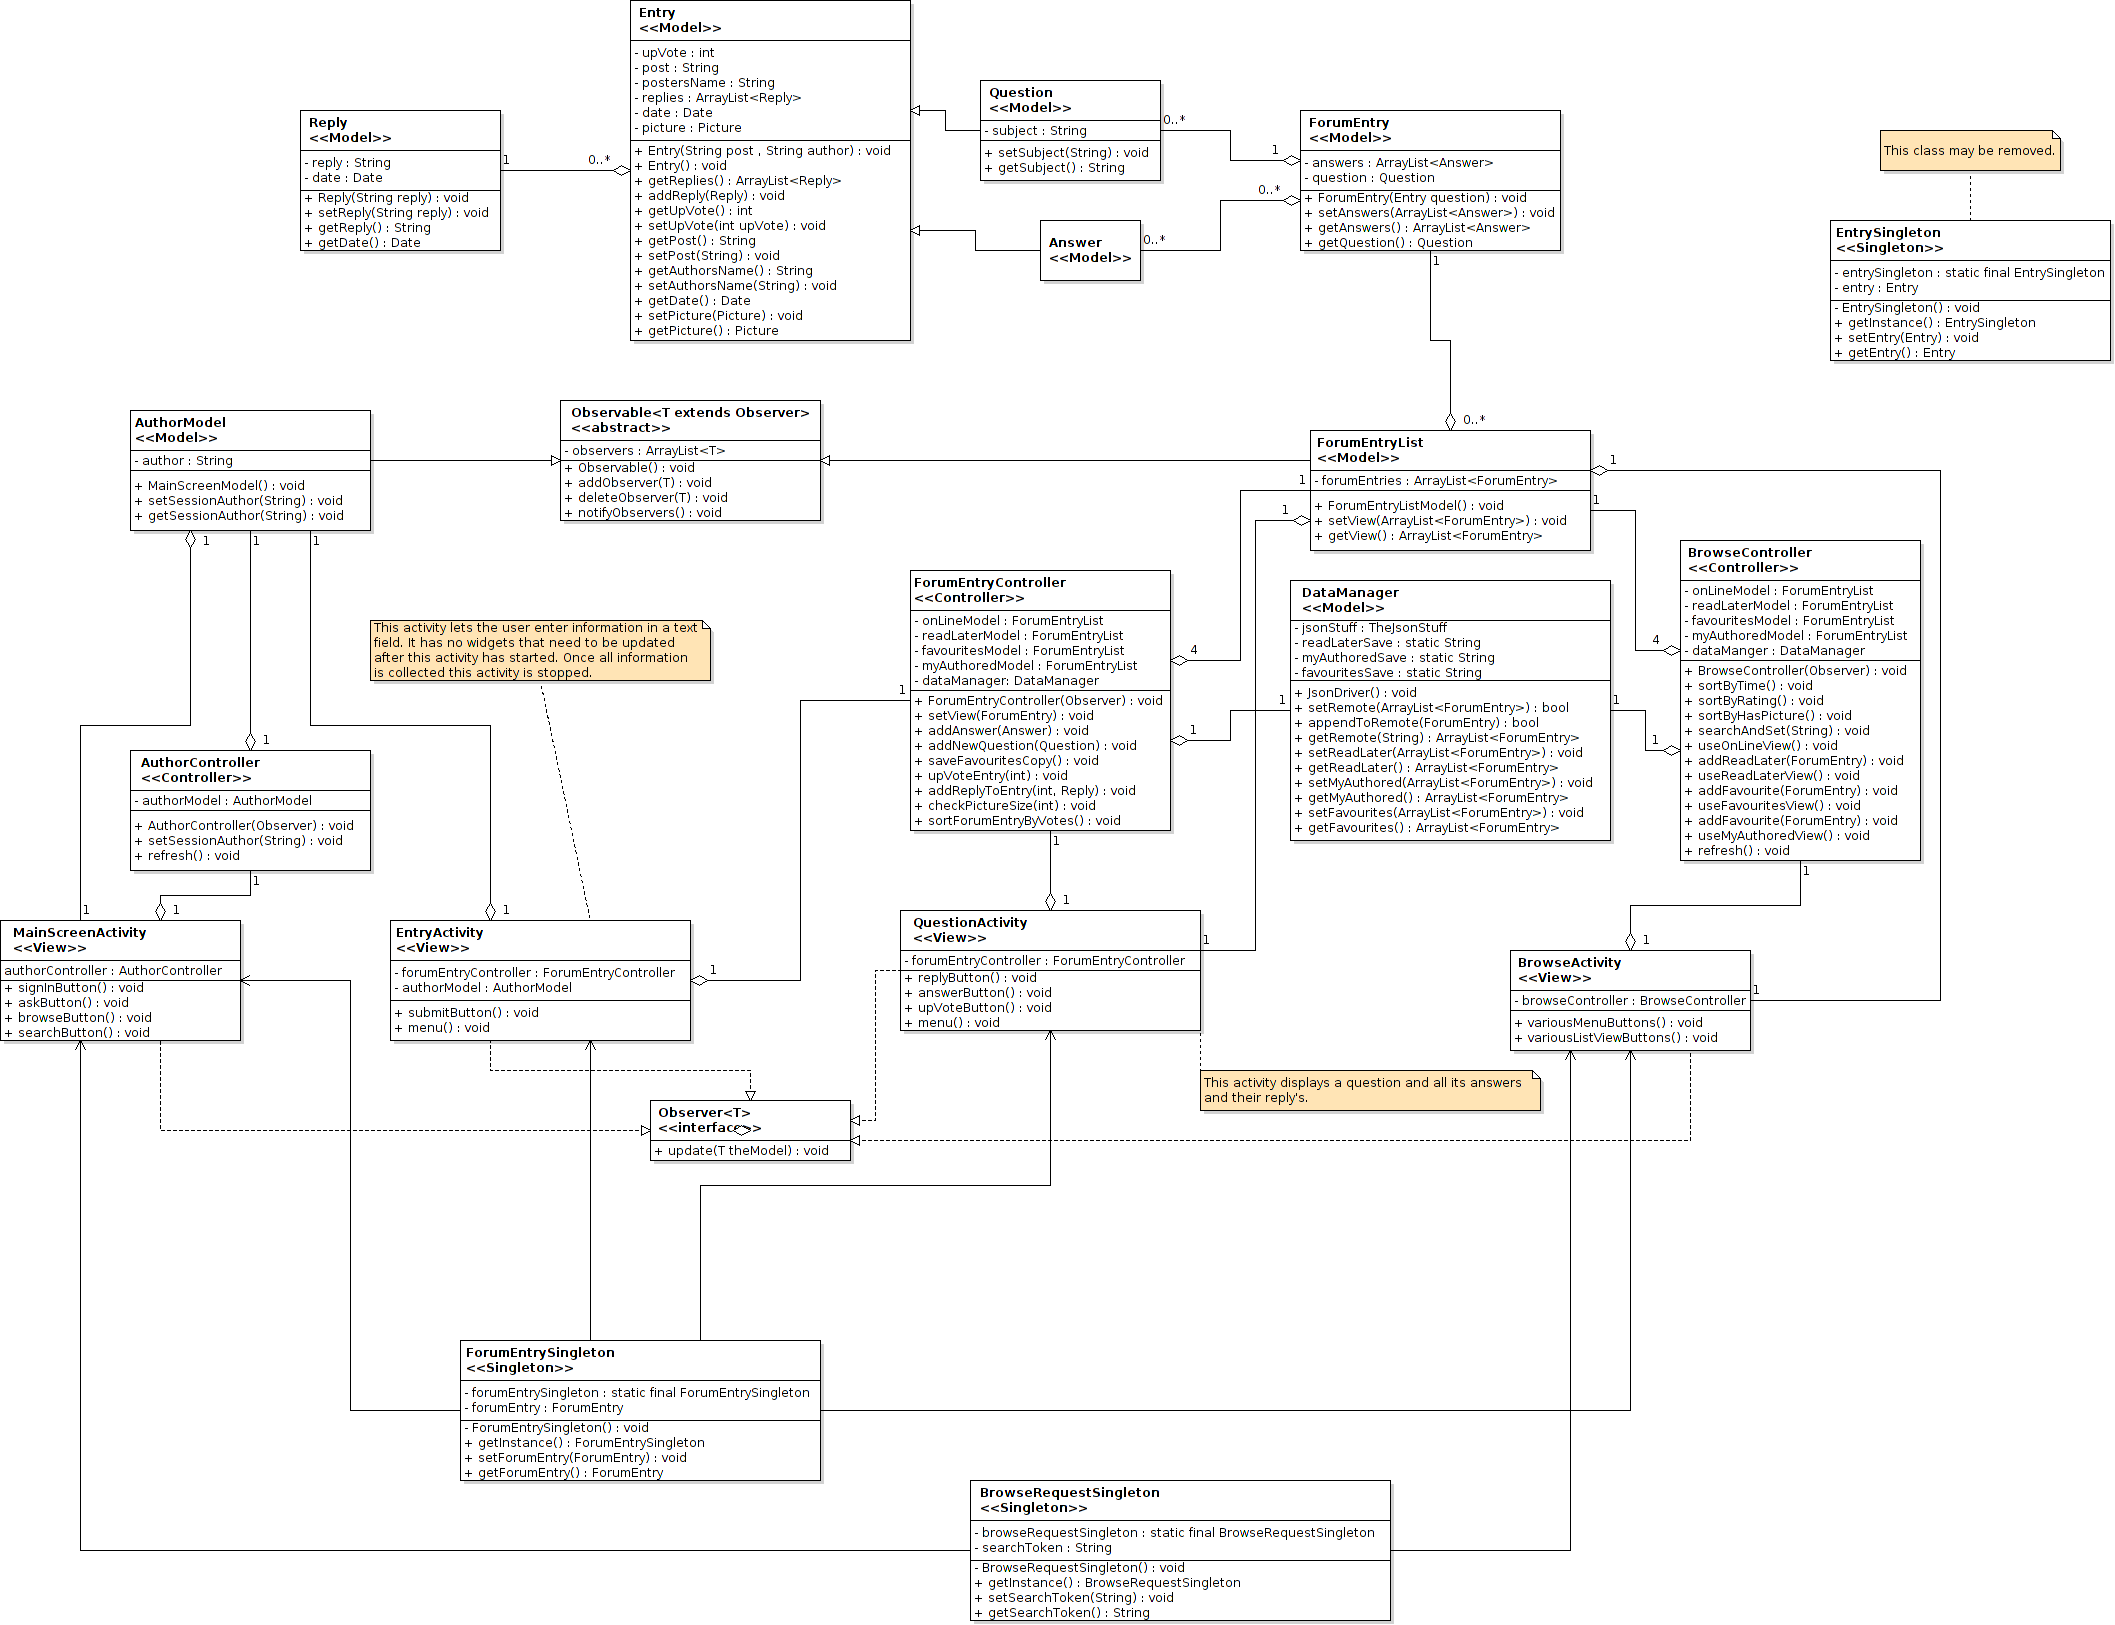 Entry
<<Model>>
- upVote : int
- post : String
- postersName : String
- replies : ArrayList<Reply>
- date : Date
- picture : Picture
+ Entry(String post , String author) : void
+ Entry() : void
+ getReplies() : ArrayList<Reply>
+ addReply(Reply) : void
+ getUpVote() : int
+ setUpVote(int upVote) : void
+ getPost() : String
+ setPost(String) : void
+ getAuthorsName() : String
+ setAuthorsName(String) : void
+ getDate() : Date
+ setPicture(Picture) : void
+ getPicture() : Picture
Reply
<<Model>>
- reply : String
- date : Date
+ Reply(String reply) : void
+ setReply(String reply) : void
+ getReply() : String
+ getDate() : Date
1
0..*
Question
<<Model>>
- subject : String
+ setSubject(String) : void
+ getSubject() : String
0..*
1
Answer
<<Model>>
0..*
0..*
ForumEntry
<<Model>>
- answers : ArrayList<Answer>
- question : Question
+ ForumEntry(Entry question) : void
+ setAnswers(ArrayList<Answer>) : void
+ getAnswers() : ArrayList<Answer>
+ getQuestion() : Question
1
0..*
This class may be removed.
EntrySingleton
<<Singleton>>
- entrySingleton : static final EntrySingleton
- entry : Entry
- EntrySingleton() : void
+ getInstance() : EntrySingleton
+ setEntry(Entry) : void
+ getEntry() : Entry
AuthorModel
<<Model>>
- author : String
+ MainScreenModel() : void
+ setSessionAuthor(String) : void
+ getSessionAuthor(String) : void
1
1
1
Observable<T extends Observer>
<<abstract>>
- observers : ArrayList<T>
+ Observable() : void
+ addObserver(T) : void
+ deleteObserver(T) : void
+ notifyObservers() : void
ForumEntryList
<<Model>>
- forumEntries : ArrayList<ForumEntry>
+ ForumEntryListModel() : void
+ setView(ArrayList<ForumEntry>) : void
+ getView() : ArrayList<ForumEntry>
1
1
1
1
This activity lets the user enter information in a text
field. It has no widgets that need to be updated
after this activity has started. Once all information
is collected this activity is stopped.
ForumEntryController
<<Controller>>
- onLineModel : ForumEntryList
- readLaterModel : ForumEntryList
- favouritesModel : ForumEntryList
- myAuthoredModel : ForumEntryList
- dataManager: DataManager
+ ForumEntryController(Observer) : void
+ setView(ForumEntry) : void
+ addAnswer(Answer) : void
+ addNewQuestion(Question) : void
+ saveFavouritesCopy() : void
+ upVoteEntry(int) : void
+ addReplyToEntry(int, Reply) : void
+ checkPictureSize(int) : void
+ sortForumEntryByVotes() : void
1
4
1
1
DataManager
<<Model>>
- jsonStuff : TheJsonStuff
- readLaterSave : static String
- myAuthoredSave : static String
- favouritesSave : static String
+ JsonDriver() : void
+ setRemote(ArrayList<ForumEntry>) : bool
+ appendToRemote(ForumEntry) : bool
+ getRemote(String) : ArrayList<ForumEntry>
+ setReadLater(ArrayList<ForumEntry>) : void
+ getReadLater() : ArrayList<ForumEntry>
+ setMyAuthored(ArrayList<ForumEntry>) : void
+ getMyAuthored() : ArrayList<ForumEntry>
+ setFavourites(ArrayList<ForumEntry>) : void
+ getFavourites() : ArrayList<ForumEntry>
1
1
BrowseController
<<Controller>>
- onLineModel : ForumEntryList
- readLaterModel : ForumEntryList
- favouritesModel : ForumEntryList
- myAuthoredModel : ForumEntryList
- dataManger : DataManager
+ BrowseController(Observer) : void
+ sortByTime() : void
+ sortByRating() : void
+ sortByHasPicture() : void
+ searchAndSet(String) : void
+ useOnLineView() : void
+ addReadLater(ForumEntry) : void
+ useReadLaterView() : void
+ addFavourite(ForumEntry) : void
+ useFavouritesView() : void
+ addFavourite(ForumEntry) : void
+ useMyAuthoredView() : void
+ refresh() : void
4
1
1
AuthorController
<<Controller>>
- authorModel : AuthorModel
+ AuthorController(Observer) : void
+ setSessionAuthor(String) : void
+ refresh() : void
1
1
MainScreenActivity
<<View>>
authorController : AuthorController
+ signInButton() : void
+ askButton() : void
+ browseButton() : void
+ searchButton() : void
1
1
EntryActivity
<<View>>
- forumEntryController : ForumEntryController
- authorModel : AuthorModel
+ submitButton() : void
+ menu() : void
1
1
QuestionActivity
<<View>>
- forumEntryController : ForumEntryController
+ replyButton() : void
+ answerButton() : void
+ upVoteButton() : void
+ menu() : void
1
1
BrowseActivity
<<View>>
- browseController : BrowseController
+ variousMenuButtons() : void
+ variousListViewButtons() : void
1
1
This activity displays a question and all its answers
and their reply's.
Observer<T>
<<interface>>
+ update(T theModel) : void
ForumEntrySingleton
<<Singleton>>
- forumEntrySingleton : static final ForumEntrySingleton
- forumEntry : ForumEntry
- ForumEntrySingleton() : void
+ getInstance() : ForumEntrySingleton
+ setForumEntry(ForumEntry) : void
+ getForumEntry() : ForumEntry
BrowseRequestSingleton
<<Singleton>>
- browseRequestSingleton : static final BrowseRequestSingleton
- searchToken : String
- BrowseRequestSingleton() : void
+ getInstance() : BrowseRequestSingleton
+ setSearchToken(String) : void
+ getSearchToken() : String